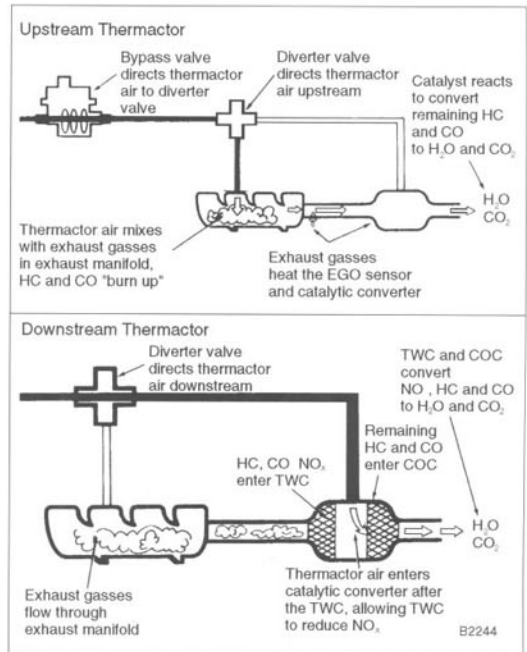 Upstream Thermactor
Bypass valve
directs thermactor
air to diverter
valve
Diverter valve
directs thermactor
air upstream
Catalyst reacts
to convert
remaining HC
and CO
to H₂O and CO₂
H₂O
CO₂
Thermactor air mixes
with exhaust gasses
in exhaust manifold,
HC and CO "burn up"
Exhaust gasses
heat the EGO sensor
and catalytic converter
Downstream Thermactor
Diverter valve
directs thermactor
air downstream
TWC and COC
convert
NO , HC and CO
to H₂O and CO₂
Remaining
HC and CO
enter COC
HC, CO NOₓ
enter TWC
H₂O
CO₂
Exhaust gasses
flow through
exhaust manifold
Thermactor air enters
catalytic converter after
the TWC, allowing TWC
to reduce NOₓ
B2244